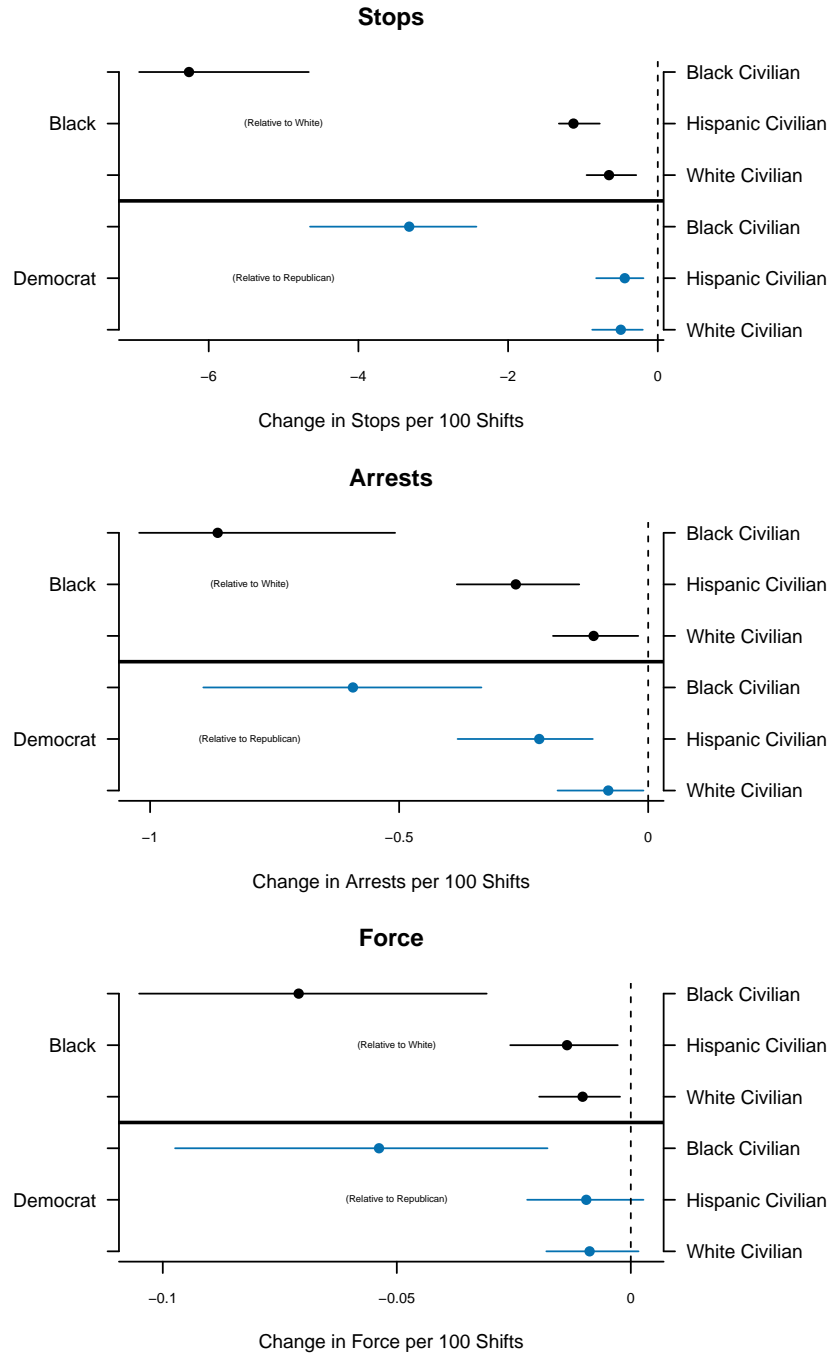 Stops
Black Civilian
Black
(Relative to White)
Hispanic Civilian
White Civilian
Black Civilian
Democrat
(Relative to Republican)
Hispanic Civilian
White Civilian
−6
−4
−2
0
Change in Stops per 100 Shifts
Arrests
Black Civilian
Black
(Relative to White)
Hispanic Civilian
White Civilian
Black Civilian
Democrat
(Relative to Republican)
Hispanic Civilian
White Civilian
−1
−0.5
0
Change in Arrests per 100 Shifts
Force
Black Civilian
Black
(Relative to White)
Hispanic Civilian
White Civilian
Black Civilian
Democrat
(Relative to Republican)
Hispanic Civilian
White Civilian
−0.1
−0.05
0
Change in Force per 100 Shifts